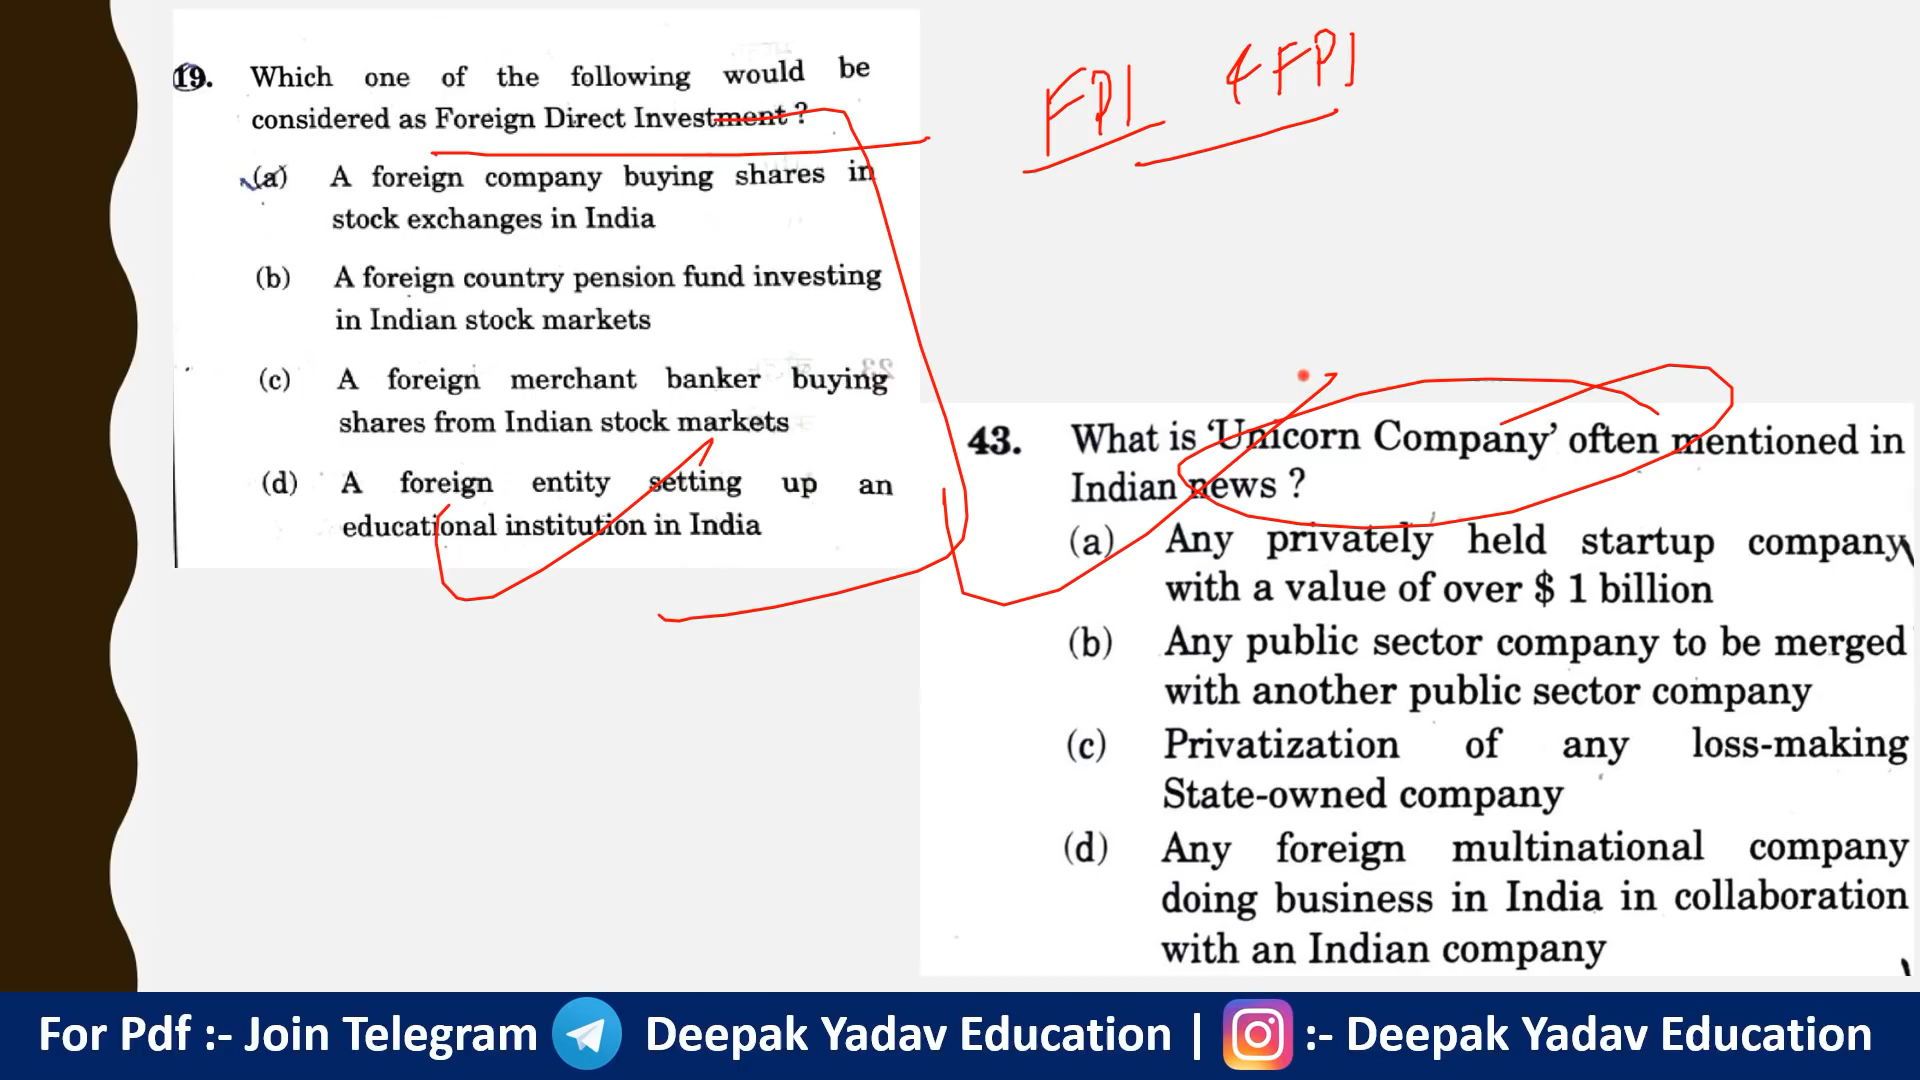 19. Which one of the following would be
considered as Foreign Direct Investment ?
(a) A foreign company buying shares in
stock exchanges in India
(b) A foreign country pension fund investing
in Indian stock markets
(c) A foreign merchant banker buying
shares from Indian stock markets
(d) A foreign entity setting up an
educational institution in India
FPI
&FPI
43. What is ‘Unicorn Company’ often mentioned in
Indian news ?
(a) Any privately held startup company
with a value of over $ 1 billion
(b) Any public sector company to be merged
with another public sector company
(c) Privatization of any loss-making
State-owned company
(d) Any foreign multinational company
doing business in India in collaboration
with an Indian company
For Pdf :- Join Telegram Deepak Yadav Education | :- Deepak Yadav Education